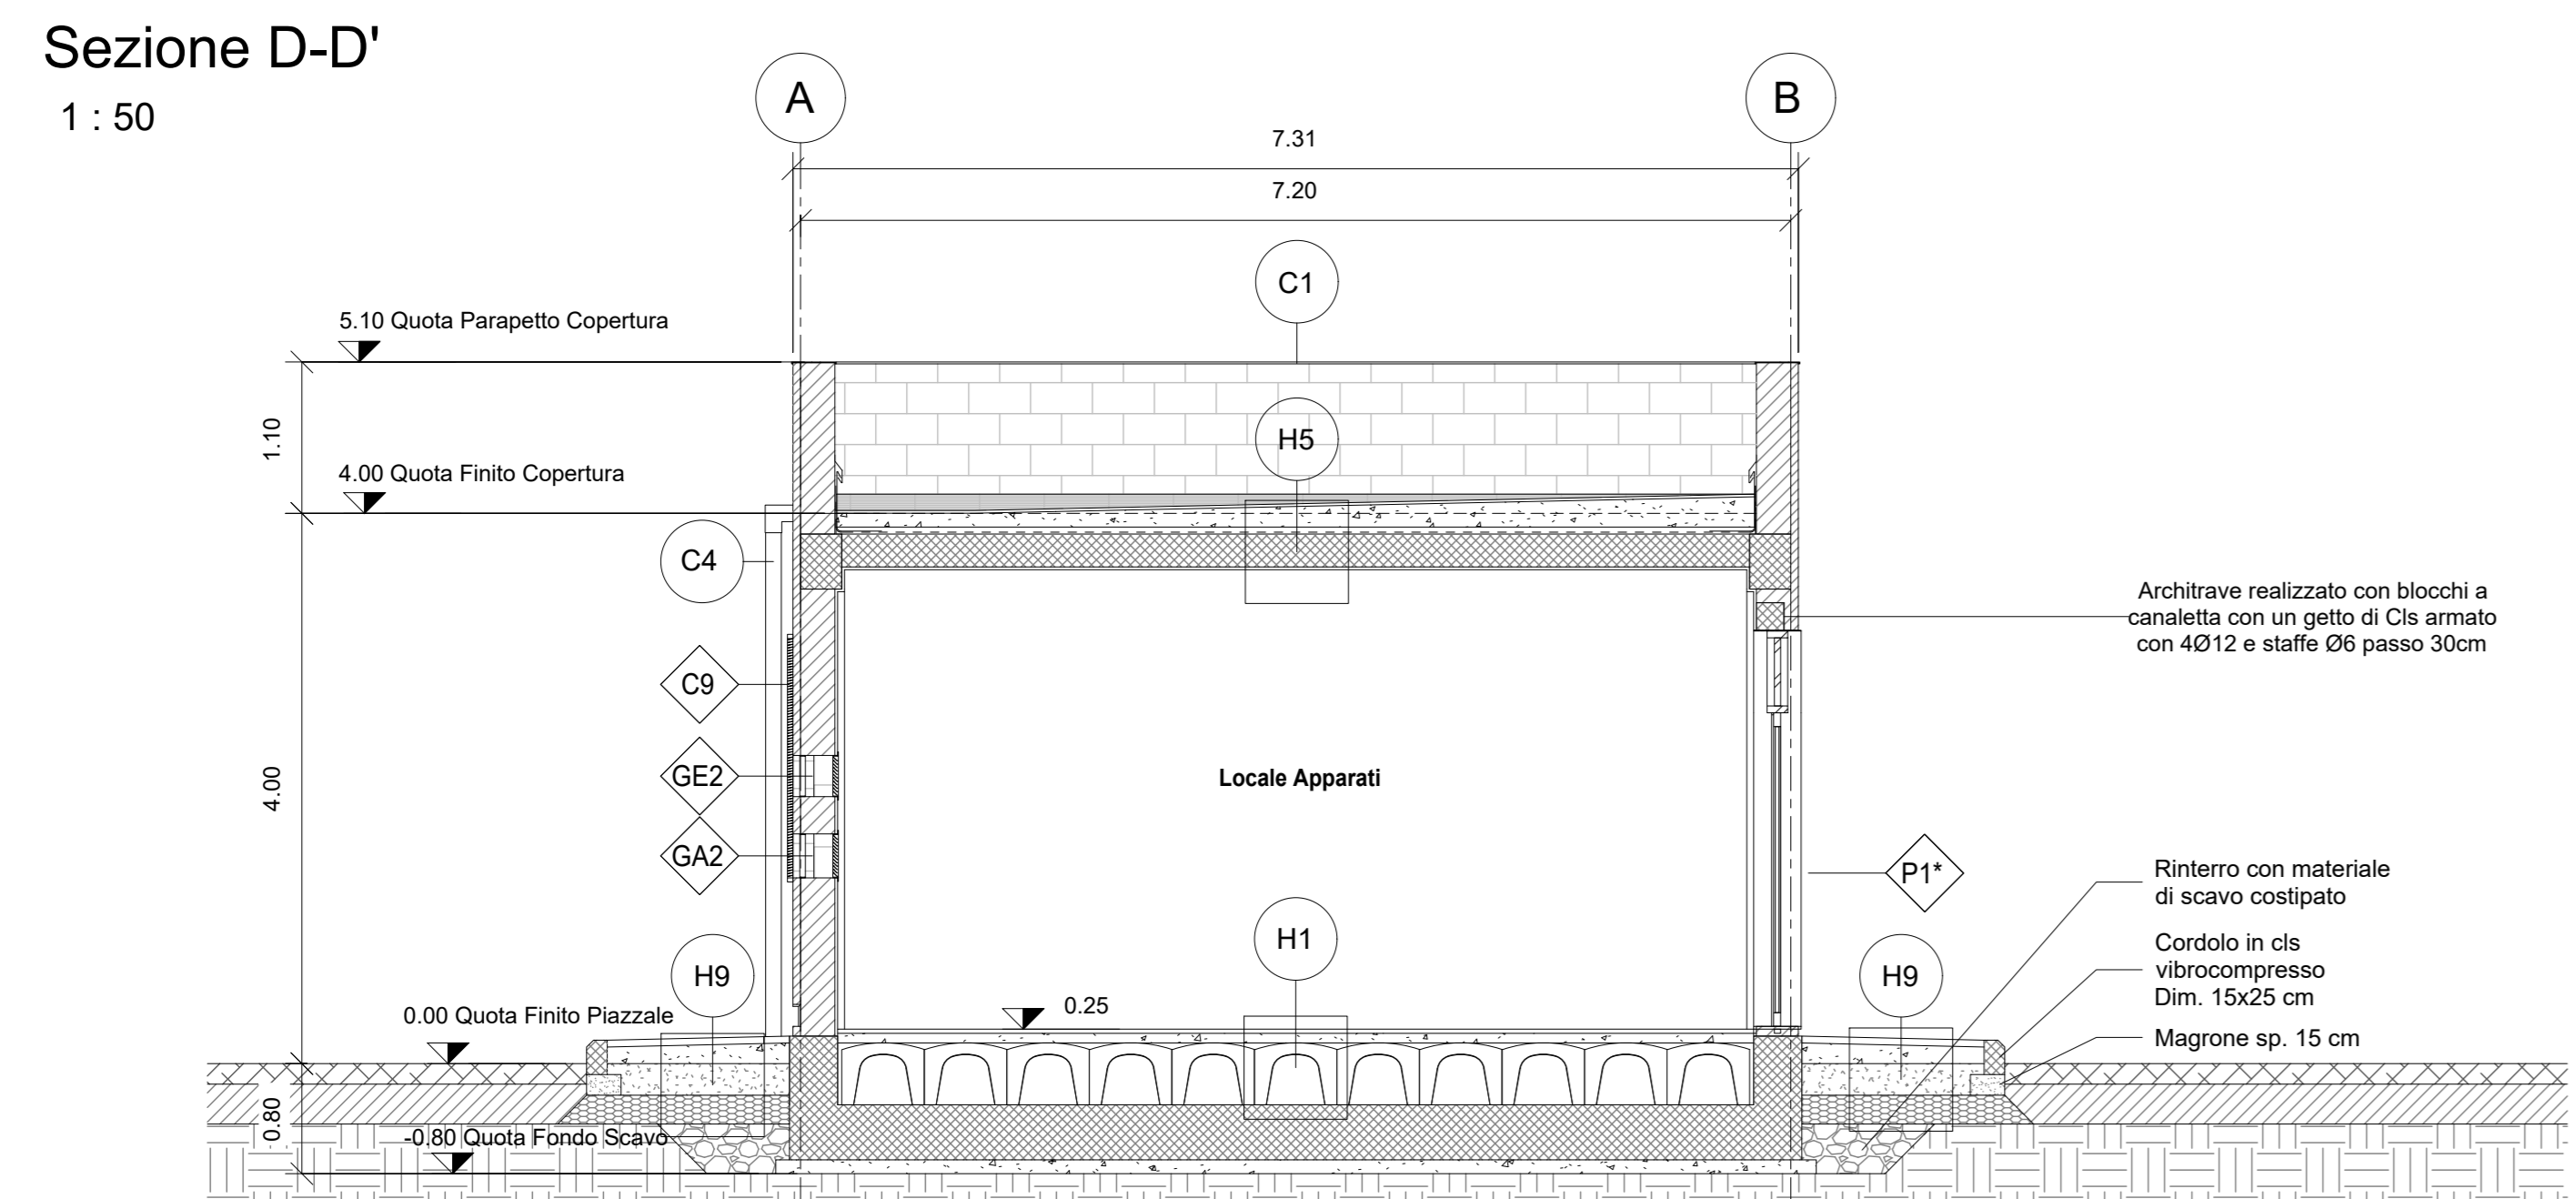 Sezione D-D'
1 : 50
A
B
7.31
7.20
C1
5.10 Quota Parapetto Copertura
1.10
H5
4.00 Quota Finito Copertura
C4
Architrave realizzato con blocchi a
canaletta con un getto di Cls armato
con 4Ø12 e staffe Ø6 passo 30cm
C9
GE2
Locale Apparati
4.00
GA2
P1*
Rinterro con materiale
di scavo costipato
H1
Cordolo in cls
vibrocompresso
Dim. 15x25 cm
H9
H9
0.25
0.00 Quota Finito Piazzale
Magrone sp. 15 cm
0.80
-0.80 Quota Fondo Scavo